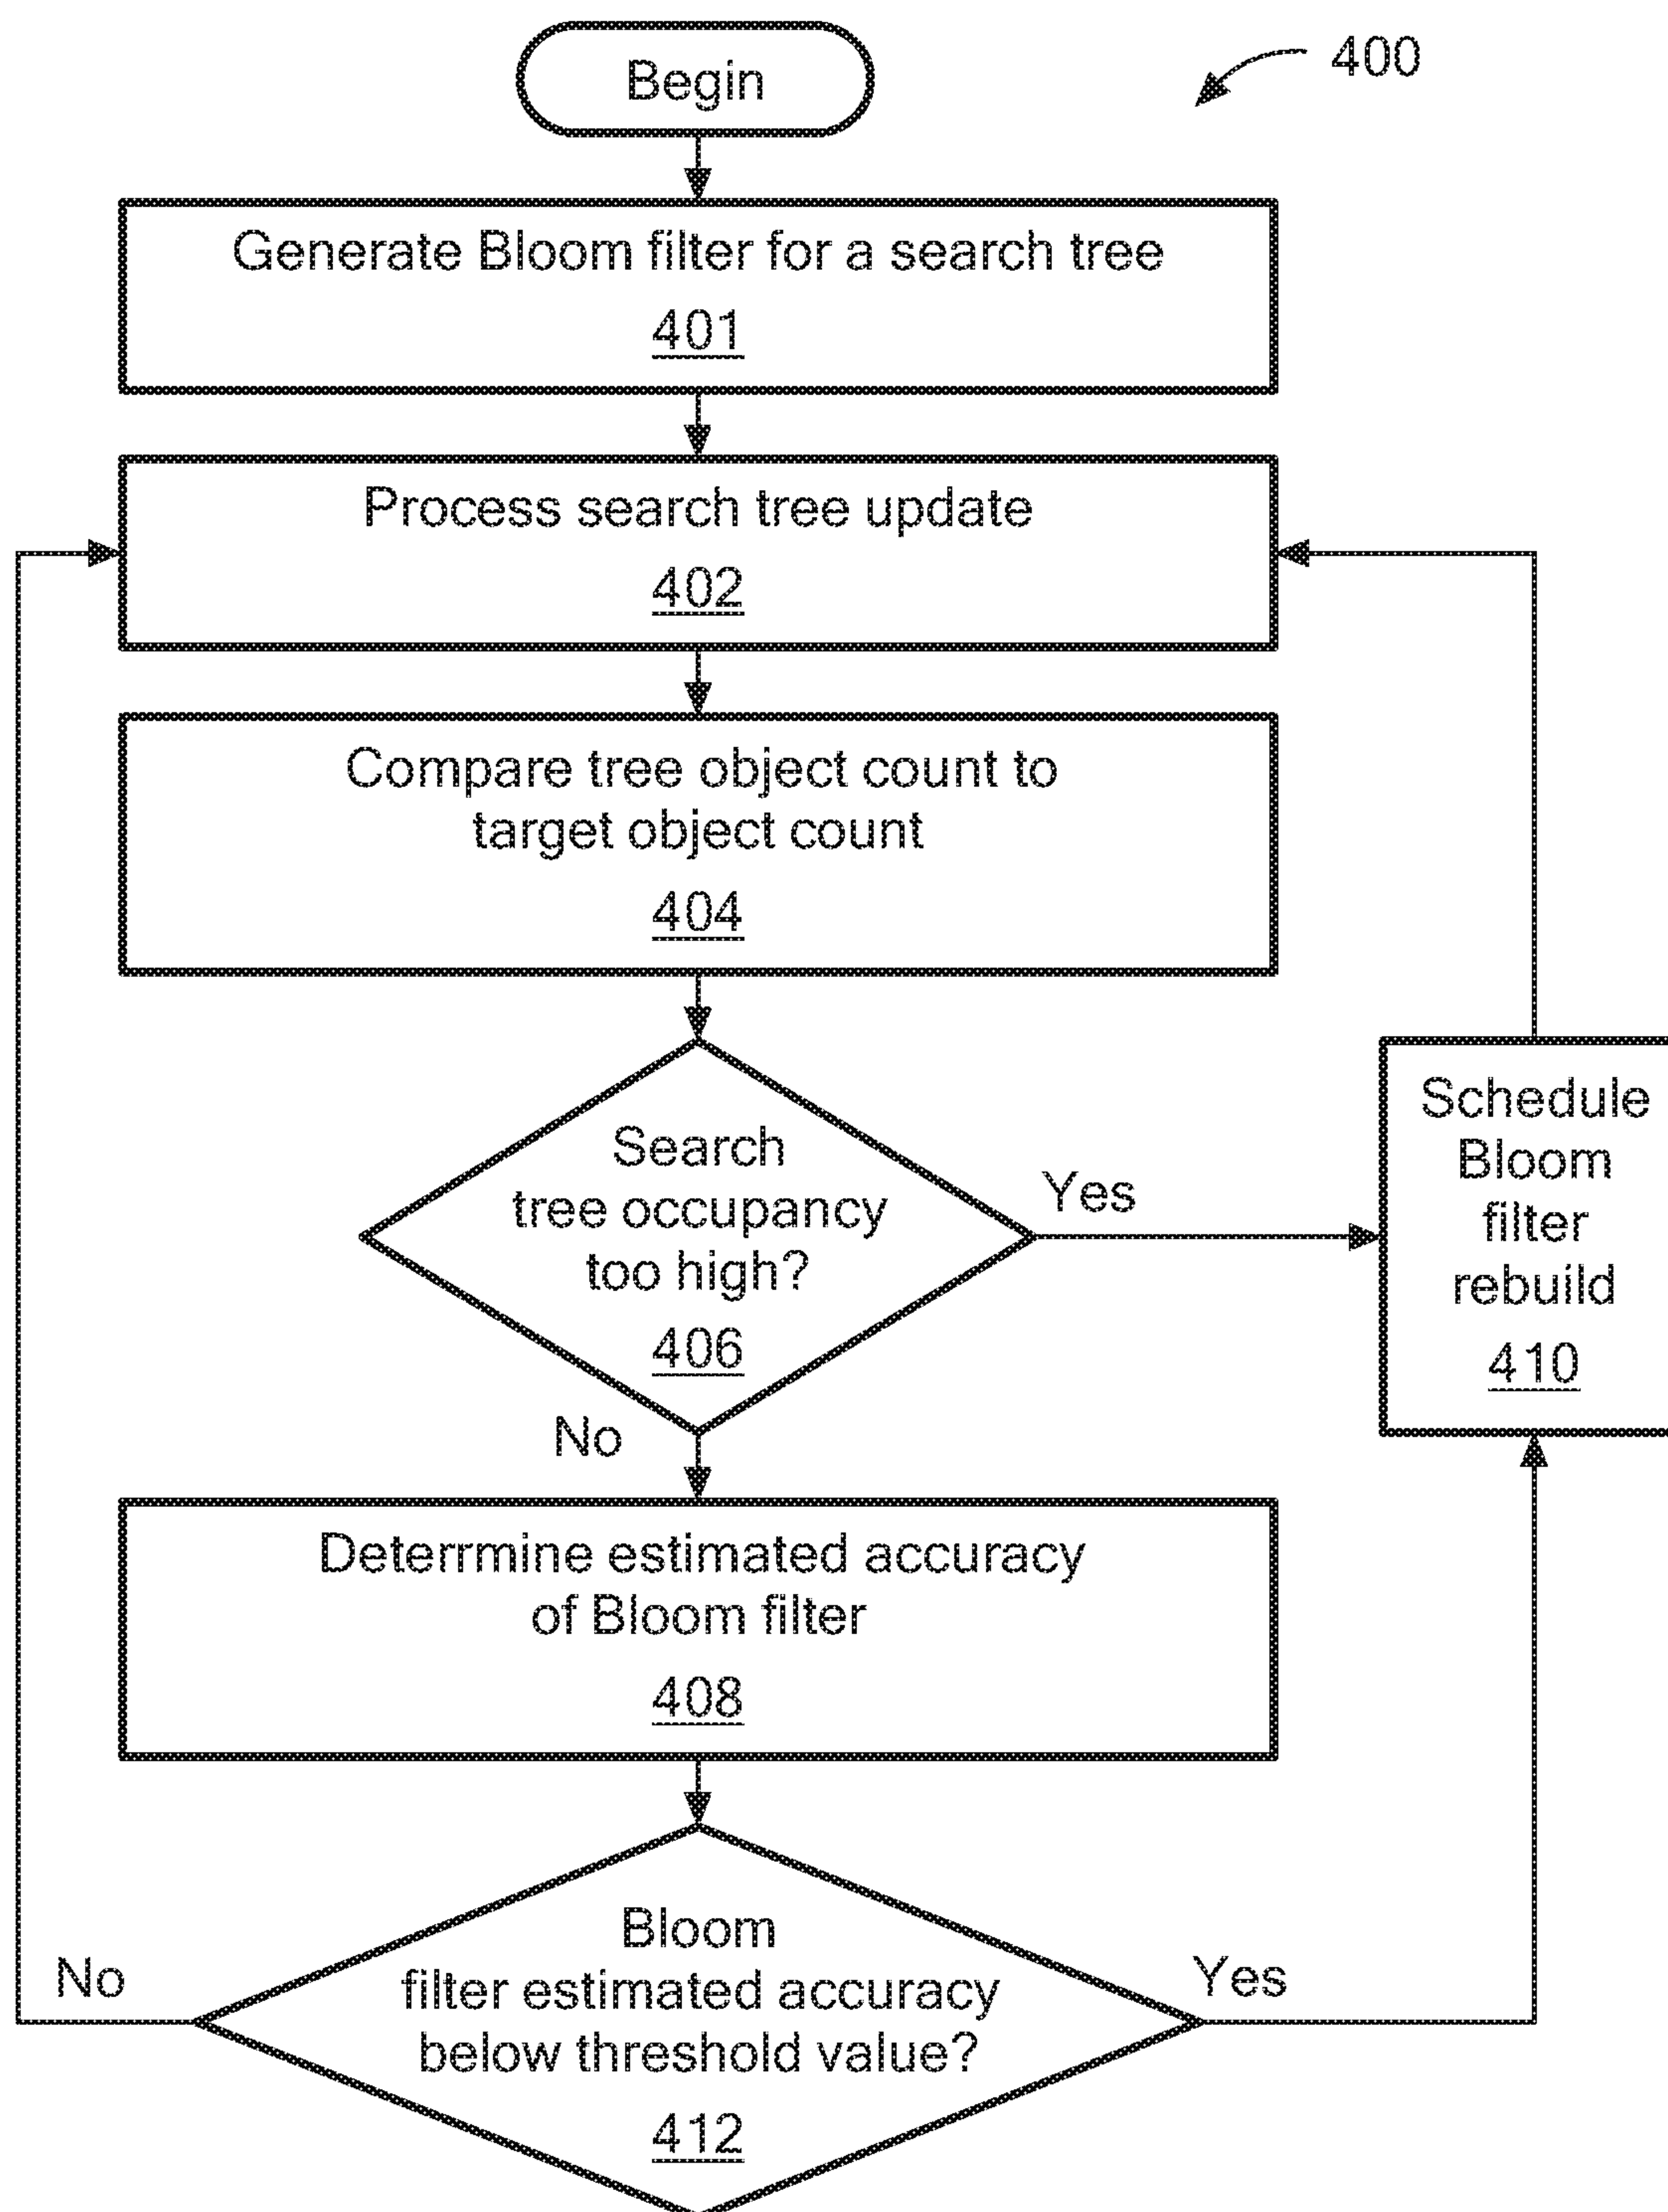 Begin
400
Generate Bloom filter for a search tree
401
Process search tree update
402
Compare tree object count to
target object count
404
Search
tree occupancy
too high?
406
Yes
No
Schedule
Bloom
filter
rebuild
410
Deterrmine estimated accuracy
of Bloom filter
408
Bloom
filter estimated accuracy
below threshold value?
412
No
Yes